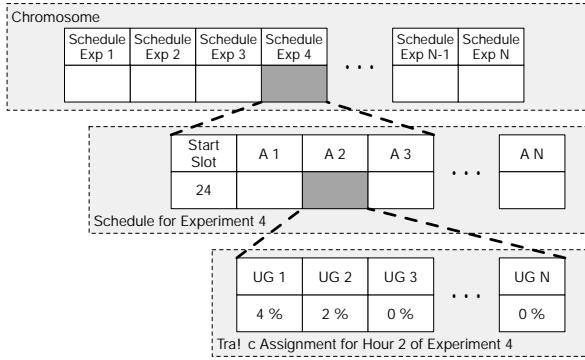 Chromosome
Schedule Exp 1 Schedule Exp 2 Schedule Exp 3 Schedule Exp 4 ... Schedule Exp N-1 Schedule Exp N
Start Slot A 1 A 2 A 3 ... A N
24
Schedule for Experiment 4
UG 1 UG 2 UG 3 ... UG N
4 % 2 % 0 % 0 %
Tra! c Assignment for Hour 2 of Experiment 4